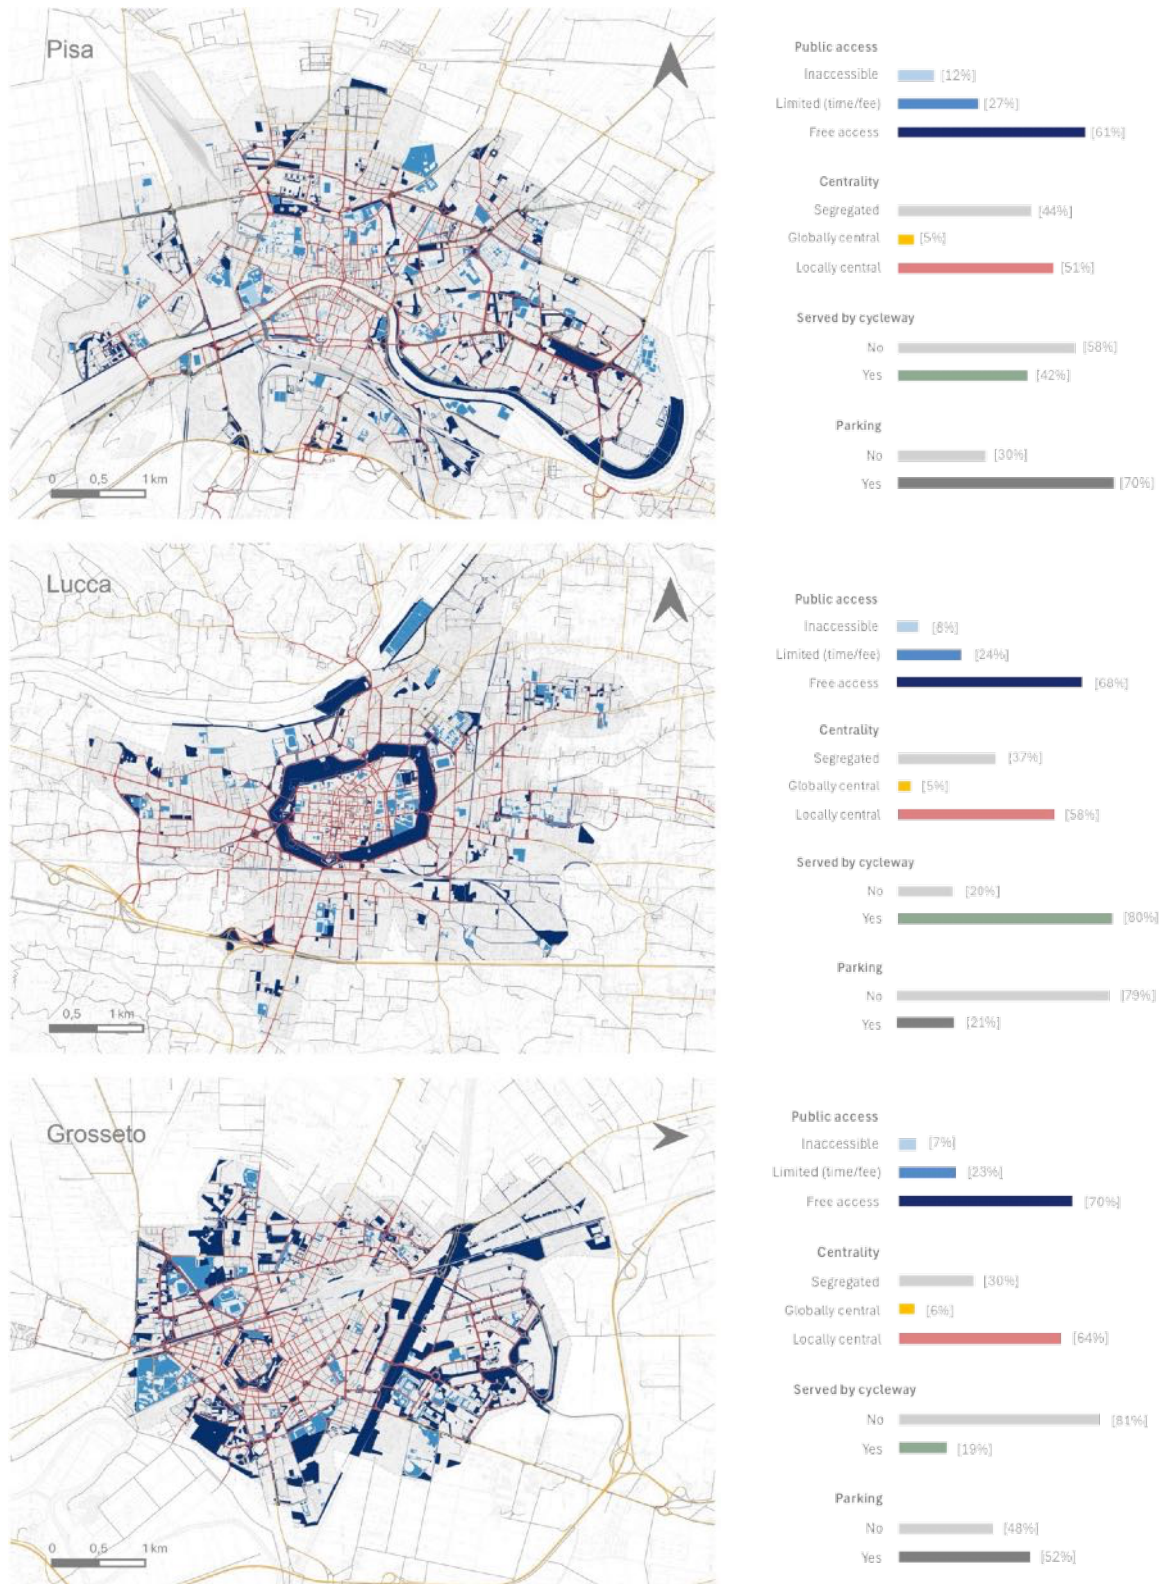 Pisa
0 0,5 1 km
Public access
Inaccessible [12%]
Limited (time/fee) [27%]
Free access [61%]
Centrality
Segregated [44%]
Globally central [5%]
Locally central [51%]
Served by cycleway
No [58%]
Yes [42%]
Parking
No [30%]
Yes [70%]
Lucca
0,5 1 km
Public access
Inaccessible [8%]
Limited (time/fee) [24%]
Free access [68%]
Centrality
Segregated [37%]
Globally central [5%]
Locally central [58%]
Served by cycleway
No [20%]
Yes [80%]
Parking
No [79%]
Yes [21%]
Grosseto
0 0,5 1 km
Public access
Inaccessible [7%]
Limited (time/fee) [23%]
Free access [70%]
Centrality
Segregated [30%]
Globally central [6%]
Locally central [64%]
Served by cycleway
No [81%]
Yes [19%]
Parking
No [48%]
Yes [52%]